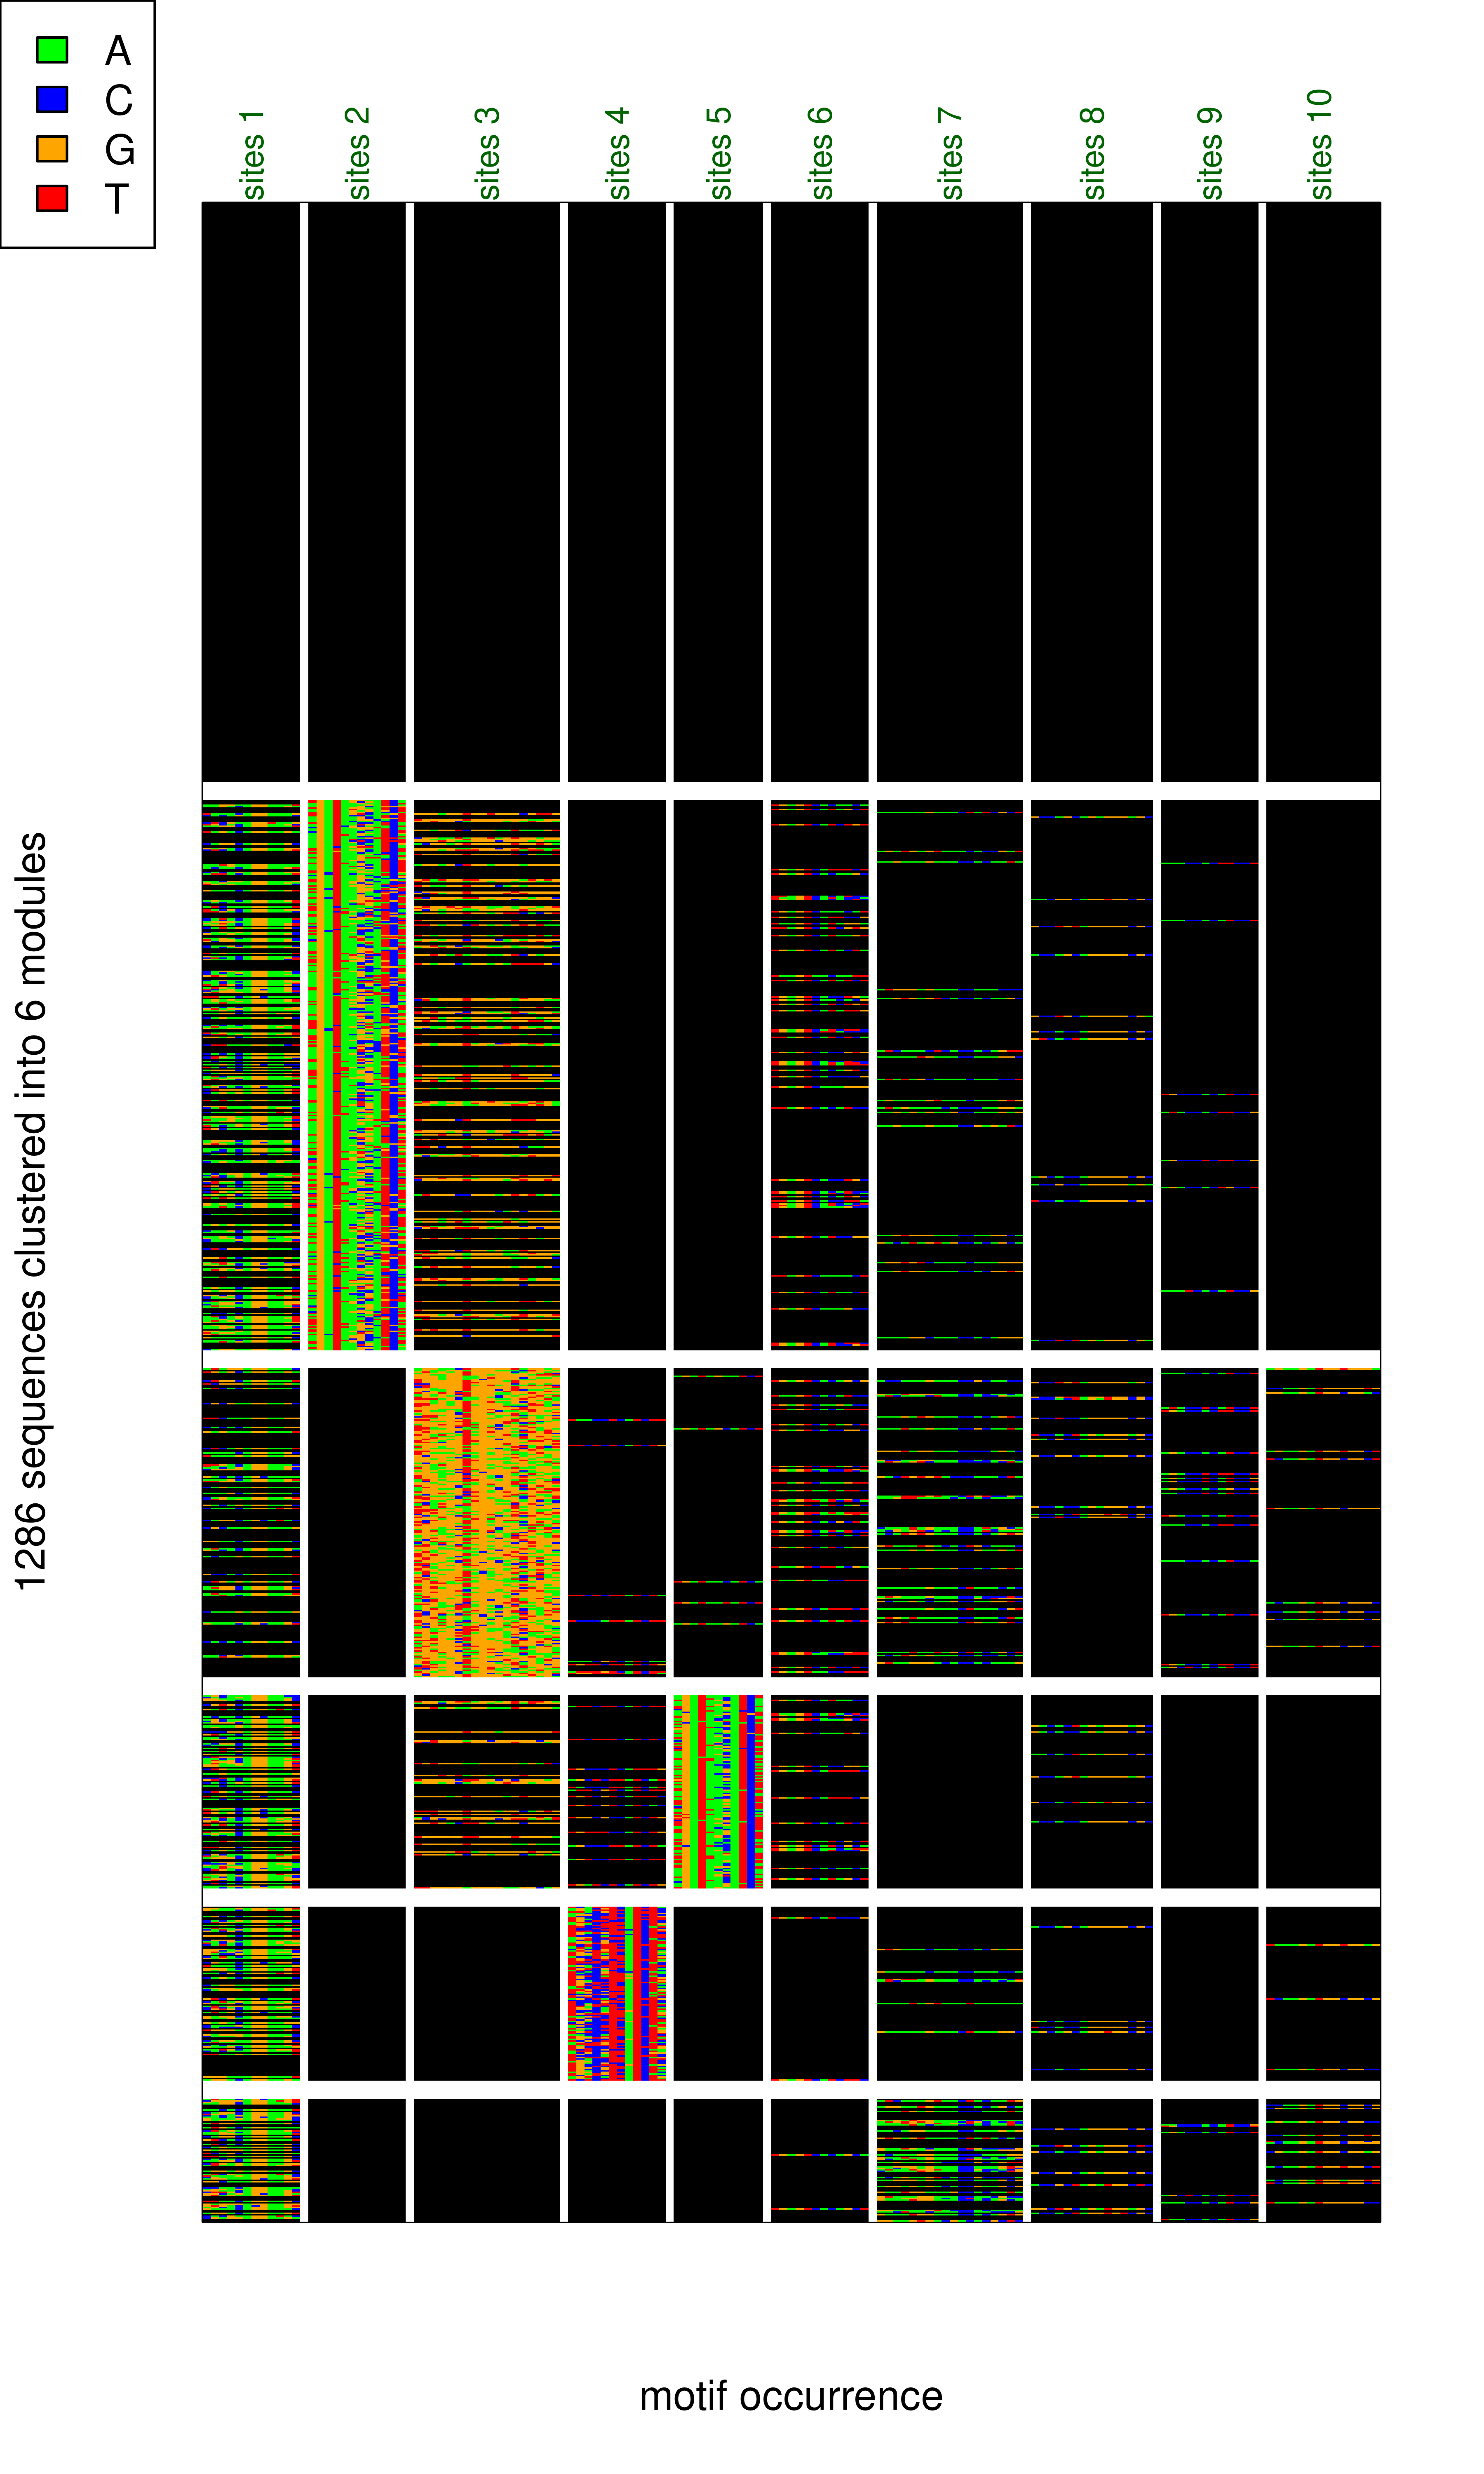 A
C
G
T
sites 1
sites 2
sites 3
sites 4
sites 5
sites 6
sites 7
sites 8
sites 9
sites 10
1286 sequences clustered into 6 modules
motif occurrence